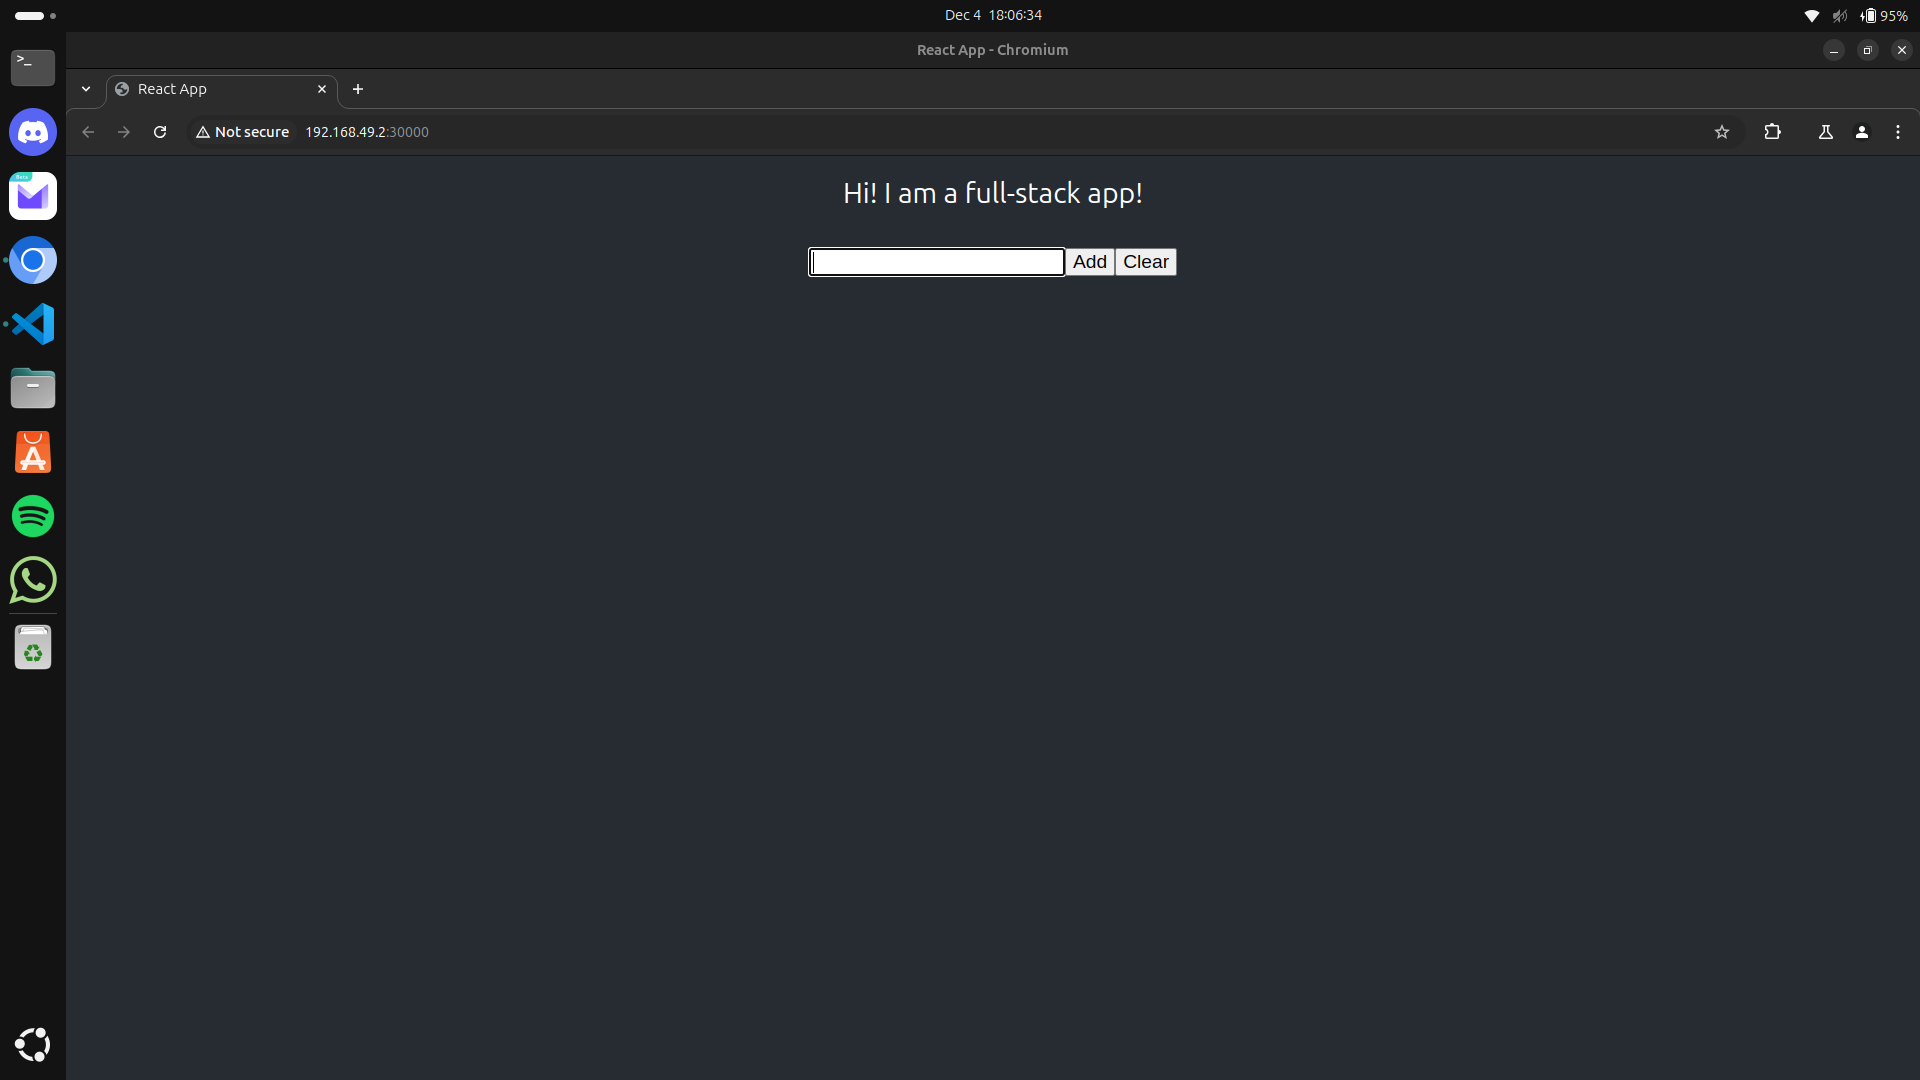 Dec 4 18:06:34
95%
React App - Chromium
React App
Not secure 192.168.49.2:30000
Hi! I am a full-stack app!
Add Clear
>_
Beta